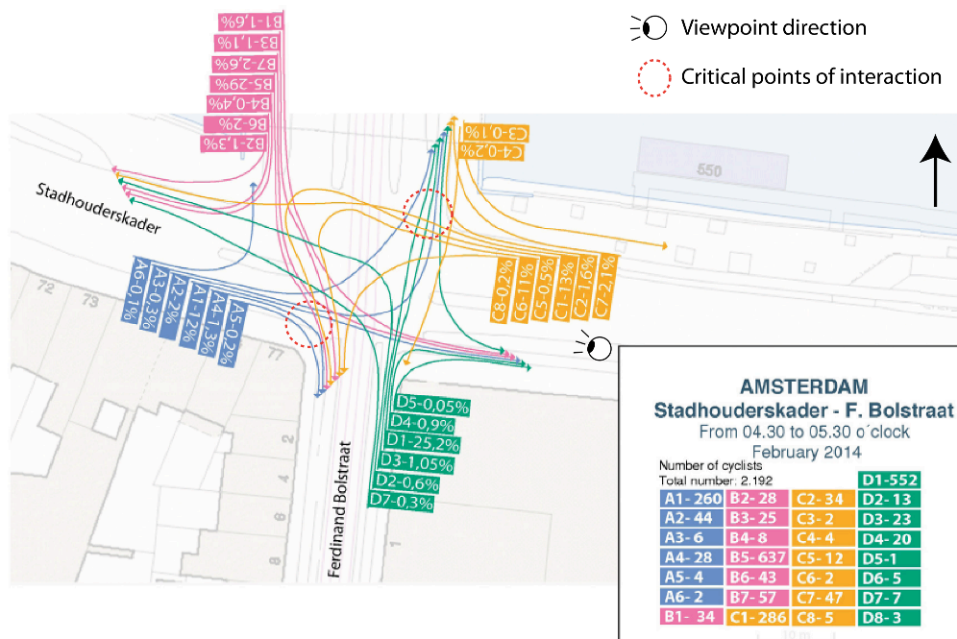 B1-1,6%
B3-1,1%
B7-2,6%
B5-29%
B4-0,4%
B6-2%
B2-1,3%
Viewpoint direction
Critical points of interaction
C3-0,1%
C4-0,2%
550
Stadhouderskader
72
73
77
A6-0,1%
A3-0,3%
A2-2%
A1-12%
A4-1,3%
A5-0,2%
C8-0,2%
C6-11%
C5-0,5%
C1-13%
C2-1,6%
C7-2,1%
D5-0,05%
D4-0,9%
D1-25,2%
D3-1,05%
D2-0,6%
D7-0,3%
Ferdinand Bolstraat
2
4
8
1
AMSTERDAM
Stadhouderskader - F. Bolstraat
From 04.30 to 05.30 o´clock
February 2014
Number of cyclists
Total number: 2.192
D1-552
A1- 260 B2- 28 C2- 34 D2- 13
A2- 44 B3- 25 C3- 2 D3- 23
A3- 6 B4- 8 C4- 4 D4- 20
A4- 28 B5- 637 C5- 12 D5-1
A5- 4 B6- 43 C6- 2 D6- 5
A6- 2 B7- 57 C7- 47 D7- 7
B1- 34 C1- 286 C8- 5 D8- 3
10 m